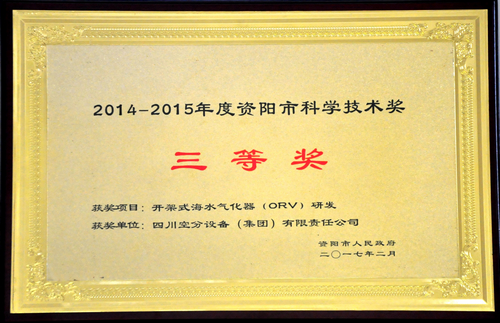 2014-2015年度资阳市科学技术奖
三等奖
获奖项目：开架式海水气化器（ORV）研发
获奖单位：四川空分设备（集团）有限责任公司
资阳市人民政府
二〇一七年二月